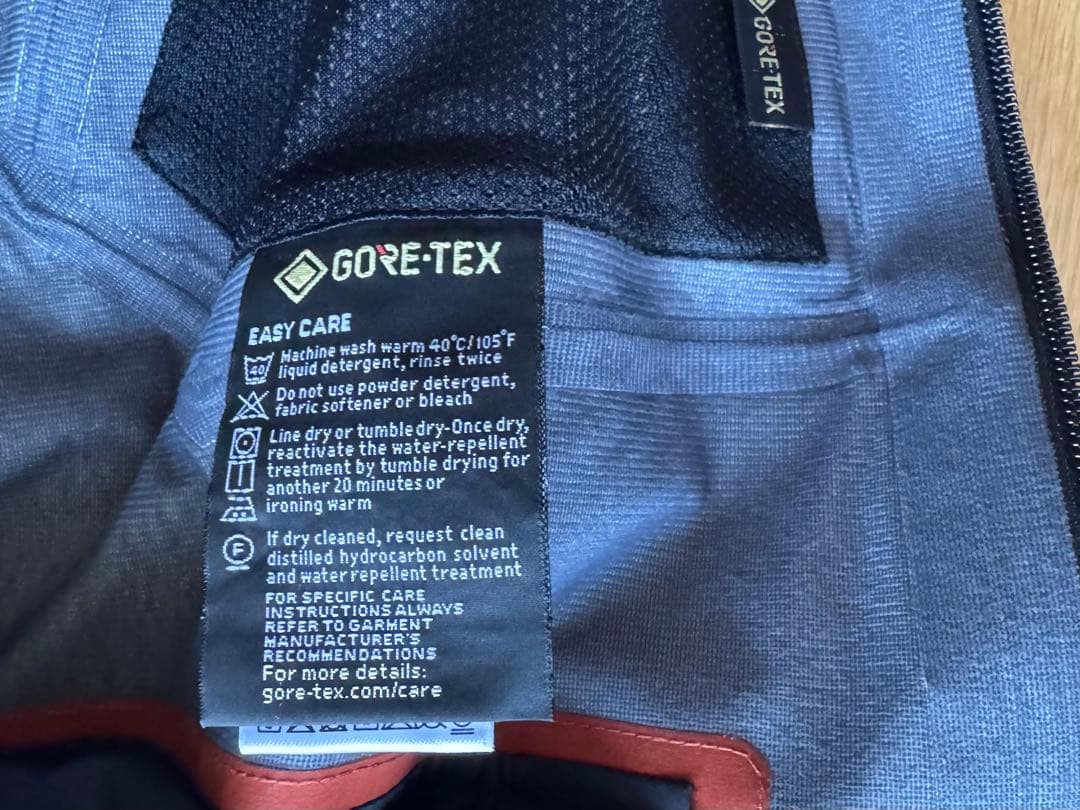 GORE-TEX
GORE-TEX
EASY CARE
40
Machine wash warm 40°C/105°F
liquid detergent, rinse twice
Do not use powder detergent,
fabric softener or bleach
Line dry or tumble dry-Once dry,
reactivate the water-repellent
treatment by tumble drying for
another 20 minutes or
ironing warm
F
If dry cleaned, request clean
distilled hydrocarbon solvent
and water repellent treatment
FOR SPECIFIC CARE
INSTRUCTIONS ALWAYS
REFER TO GARMENT
MANUFACTURER'S
RECOMMENDATIONS
For more details:
gore-tex.com/care